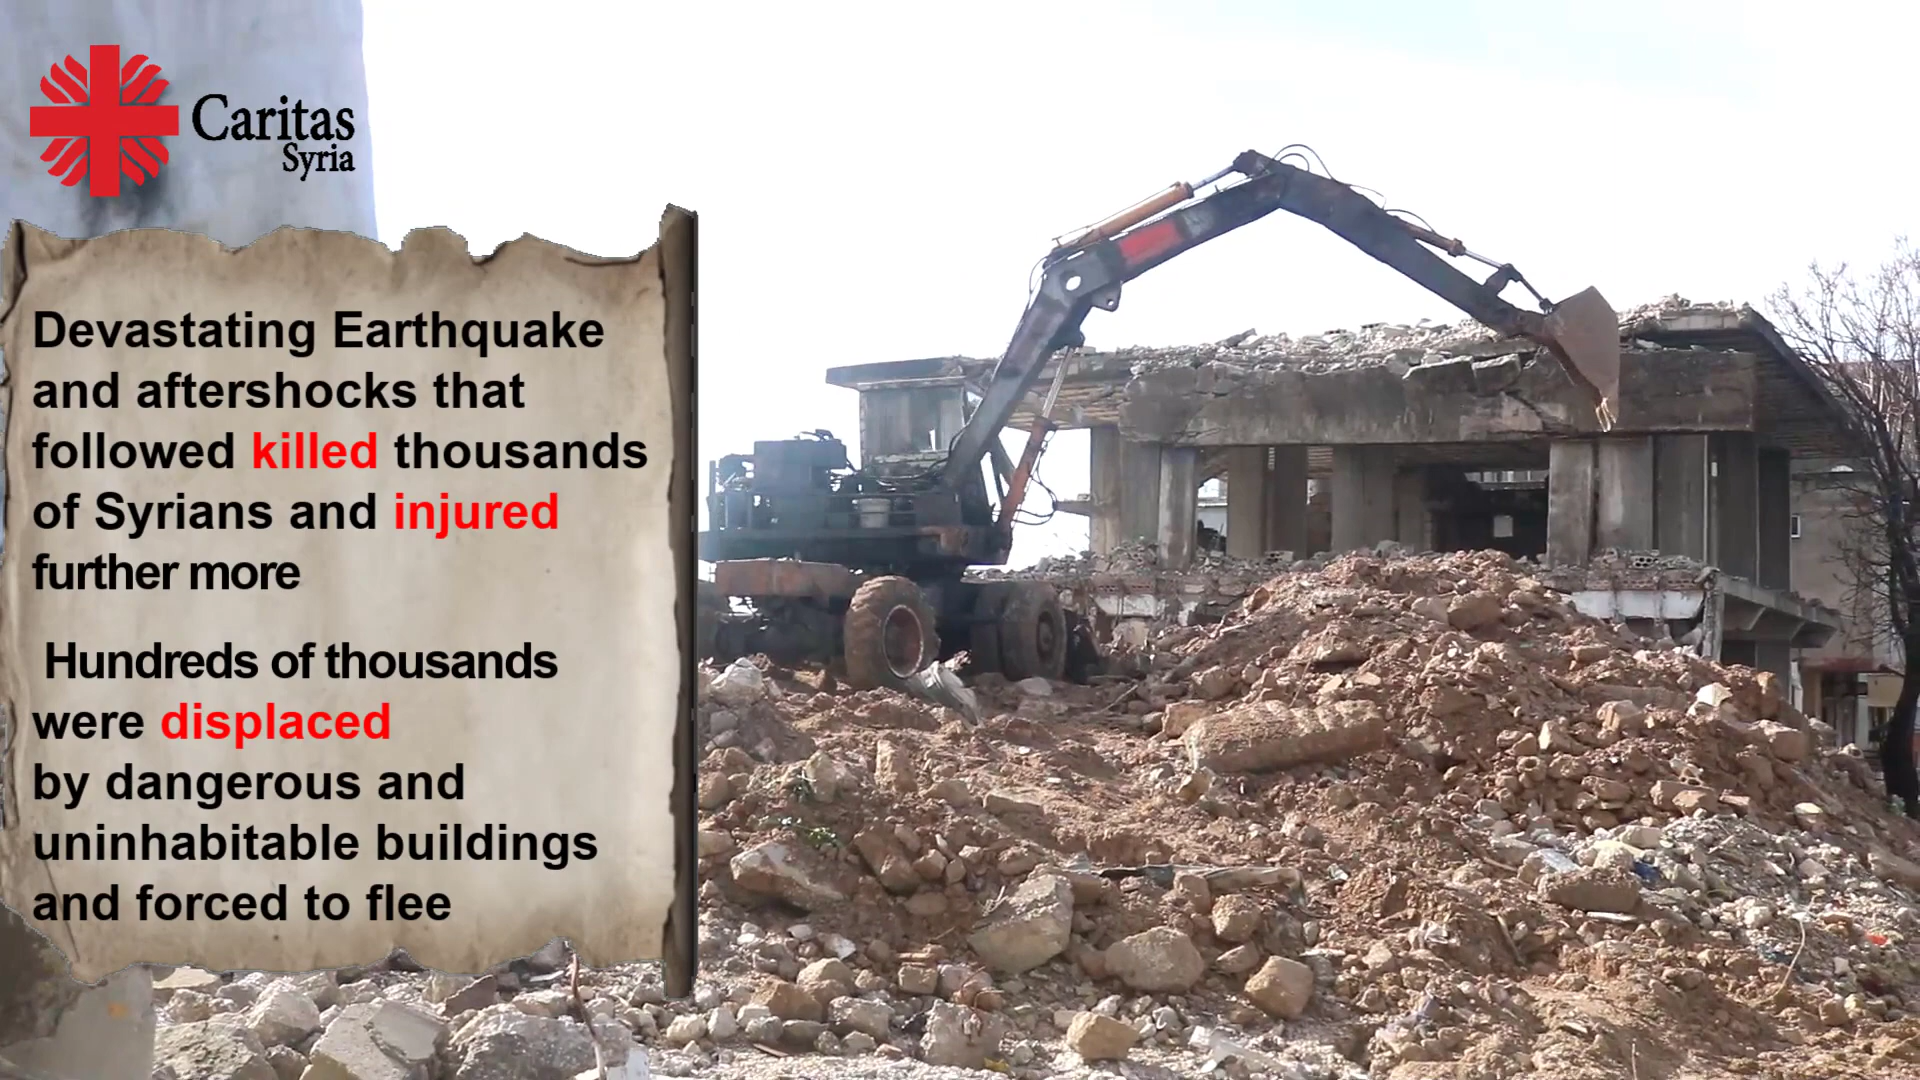 Caritas
Syria
Devastating Earthquake
and aftershocks that
followed killed thousands
of Syrians and injured
further more
Hundreds of thousands
were displaced
by dangerous and
uninhabitable buildings
and forced to flee